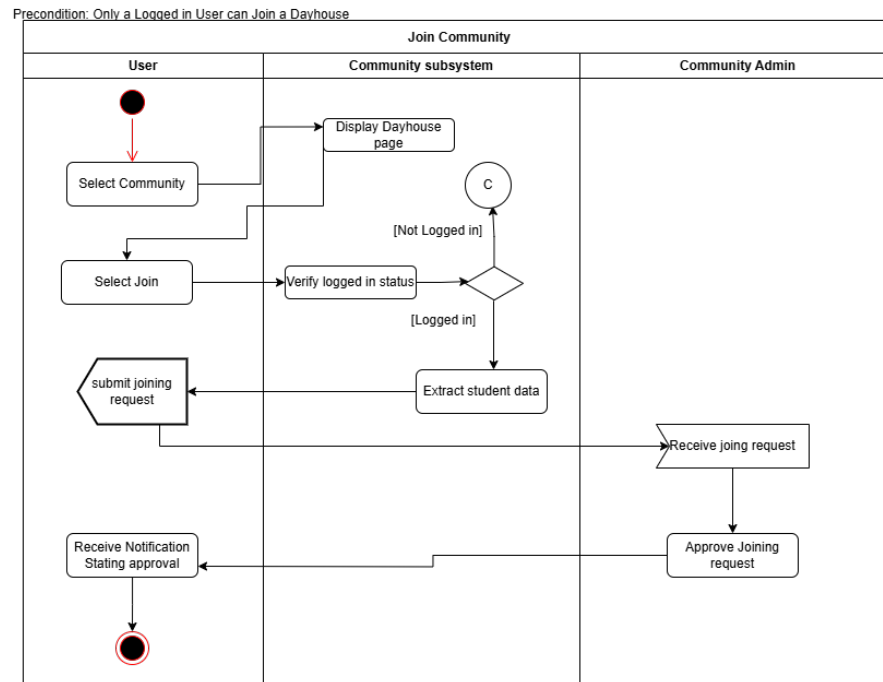 Precondition: Only a Logged in User can Join a Dayhouse
Join Community
User
Community subsystem
Community Admin
Display Dayhouse
page
Select Community
C
[Not Logged in]
Select Join
Verify logged in status
[Logged in]
submit joining
request
Extract student data
Receive joing request
Receive Notification
Stating approval
Approve Joining
request